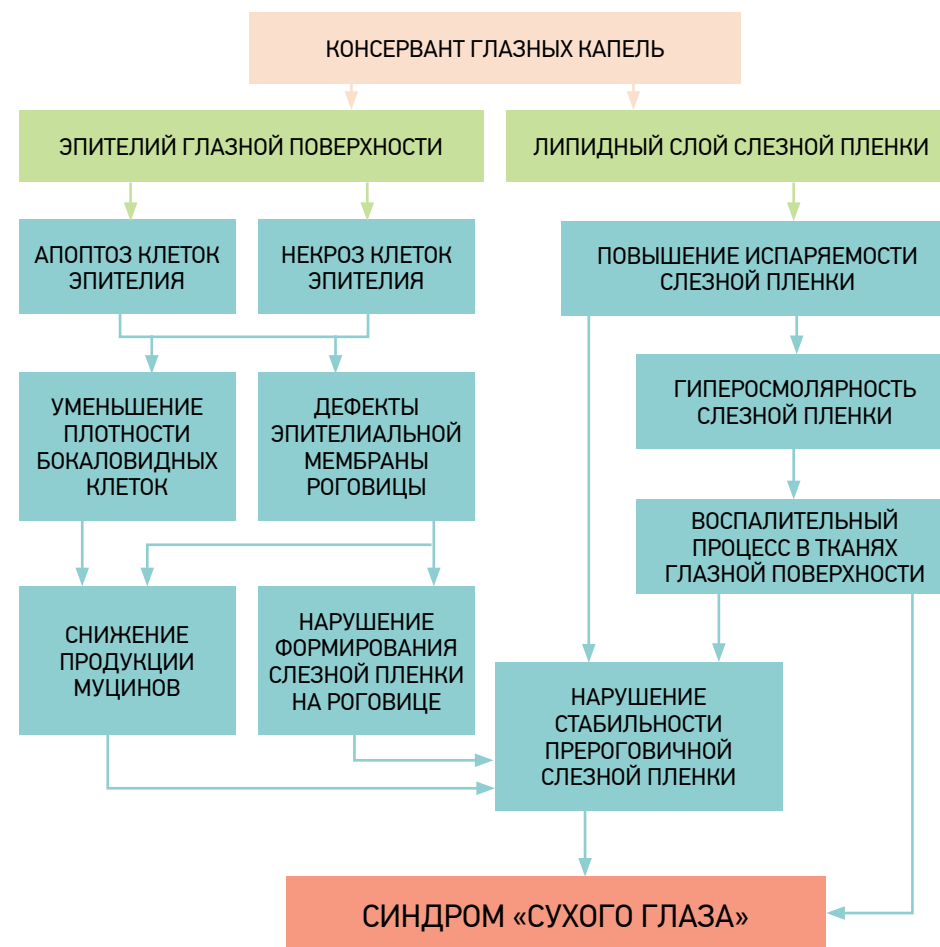 КОНСЕРВАНТ ГЛАЗНЫХ КАПЕЛЬ
ЭПИТЕЛИЙ ГЛАЗНОЙ ПОВЕРХНОСТИ
ЛИПИДНЫЙ СЛОЙ СЛЕЗНОЙ ПЛЕНКИ
АПОПТОЗ КЛЕТОК
ЭПИТЕЛИЯ
НЕКРОЗ КЛЕТОК
ЭПИТЕЛИЯ
ПОВЫШЕНИЕ ИСПАРЯЕМОСТИ
СЛЕЗНОЙ ПЛЕНКИ
УМЕНЬШЕНИЕ
ПЛОТНОСТИ
БОКАЛОВИДНЫХ
КЛЕТОК
ДЕФЕКТЫ
ЭПИТЕЛИАЛЬНОЙ
МЕМБРАНЫ
РОГОВИЦЫ
ГИПЕРОСМОЛЯРНОСТЬ
СЛЕЗНОЙ ПЛЕНКИ
ВОСПАЛИТЕЛЬНЫЙ
ПРОЦЕСС В ТКАНЯХ
ГЛАЗНОЙ ПОВЕРХНОСТИ
СНИЖЕНИЕ
ПРОДУКЦИИ
МУЦИНОВ
НАРУШЕНИЕ
ФОРМИРОВАНИЯ
СЛЕЗНОЙ ПЛЕНКИ
НА РОГОВИЦЕ
НАРУШЕНИЕ
СТАБИЛЬНОСТИ
ПРЕРОГОВИЧНОЙ
СЛЕЗНОЙ ПЛЕНКИ
СИНДРОМ «СУХОГО ГЛАЗА»